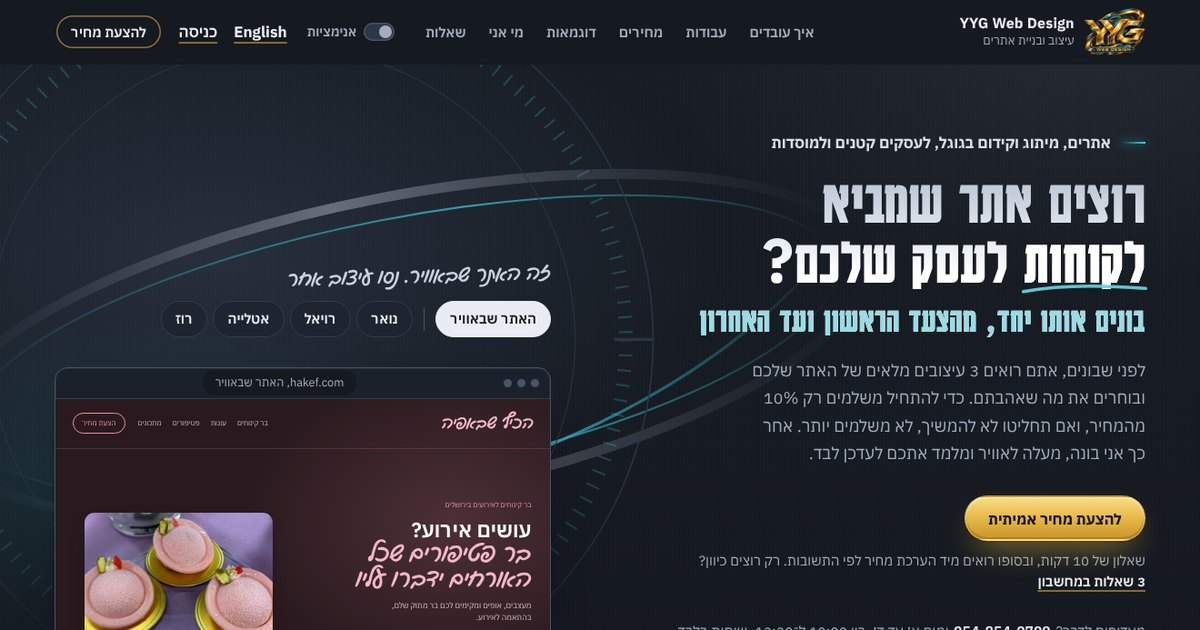 YYG Web Design
עיצוב ובניית אתרים
YYG
WEB DESIGN
איך עובדים
עבודות
מחירים
דוגמאות
מי אני
שאלות
אנימציות
English
כניסה
להצעת מחיר
אתרים, מיתוג וקידום בגוגל, לעסקים קטנים ולמוסדות
רוצים אתר שמביא
לקוחות לעסק שלכם?
בונים אותו יחד, מהצעד הראשון ועד האחרון
לפני שבונים, אתם רואים 3 עיצובים מלאים של האתר שלכם
ובוחרים את מה שאהבתם. כדי להתחיל משלמים רק 10%
מהמחיר, ואם תחליטו לא להמשיך, לא משלמים יותר. אחר
כך אני בונה, מעלה לאוויר ומלמד אתכם לעדכן לבד.
להצעת מחיר אמיתית
שאלון של 10 דקות, ובסופו רואים מיד הערכת מחיר לפי התשובות. רק רוצים כיוון?
3 שאלות במחשבון
זה האתר שבאוויר. נסו עיצוב אחר
האתר שבאוויר
נואר
רויאל
אטלייה
רוז
hakef.com, האתר שבאוויר
הכיף שבאפיה
בר קינוחים
עוגות
פטיפורים
מתכונים
הצעת מחיר
בר קינוחים לאירועים בירושלים
עושים אירוע?
בר פטיפורים שכל
האורחים ידברו עליו
מעצבים, אופים ומקימים לכם בר מתוק שלם,
בהתאמה לאירוע.